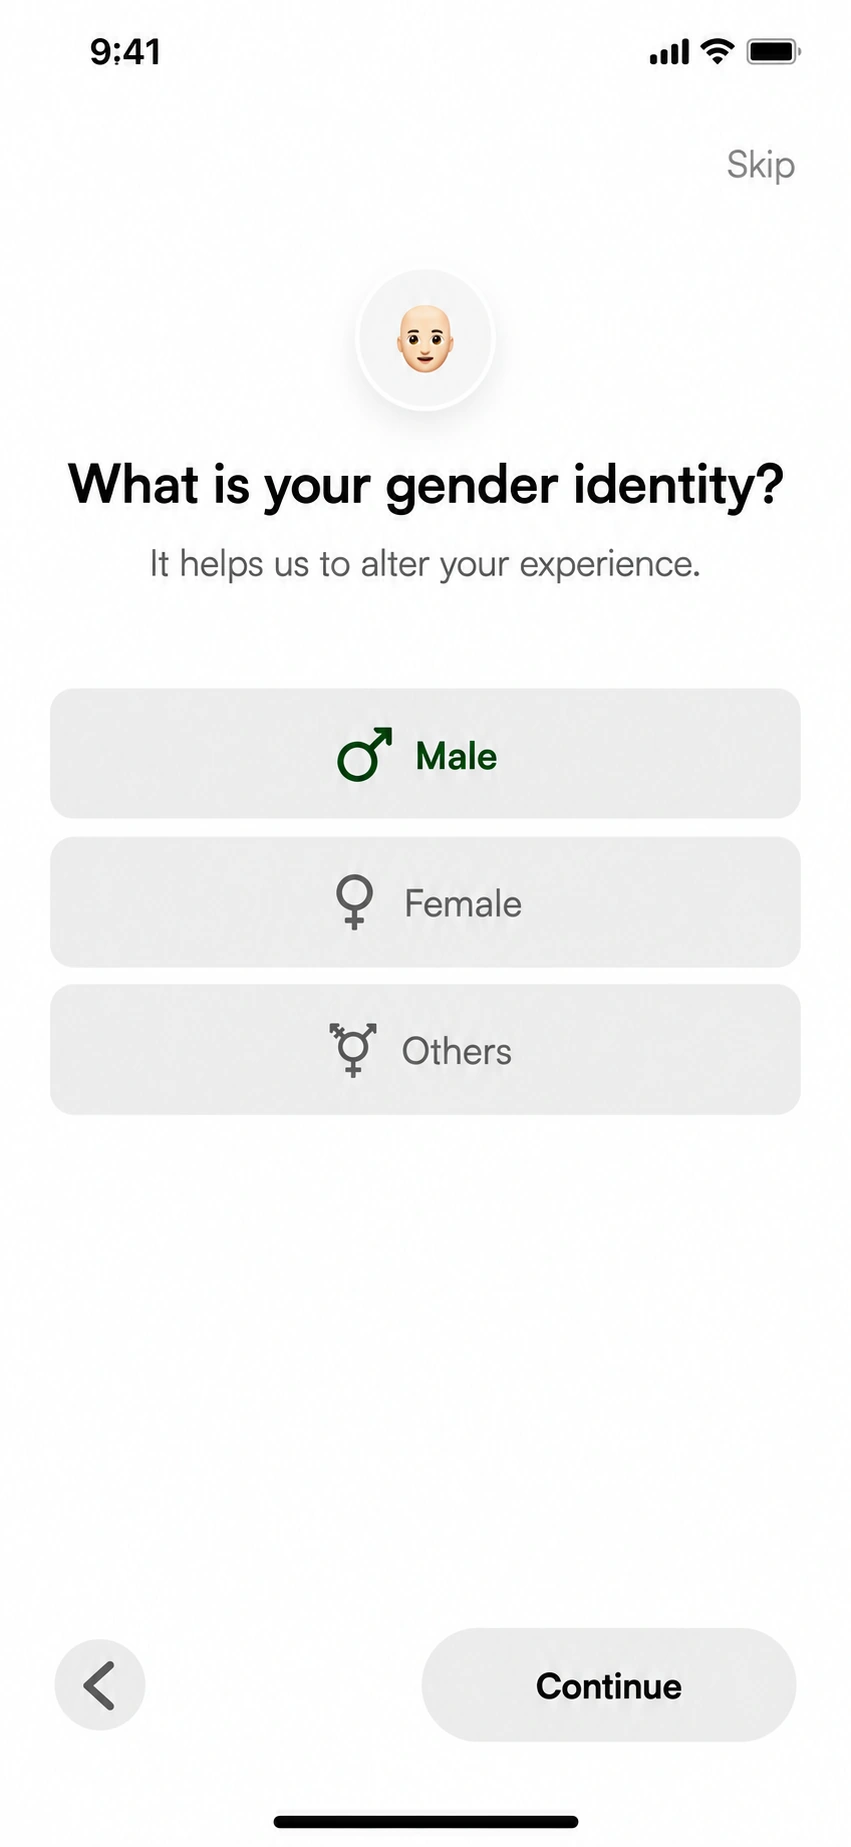 9:41
Skip
What is your gender identity?
It helps us to alter your experience.
Male
Female
Others
Continue